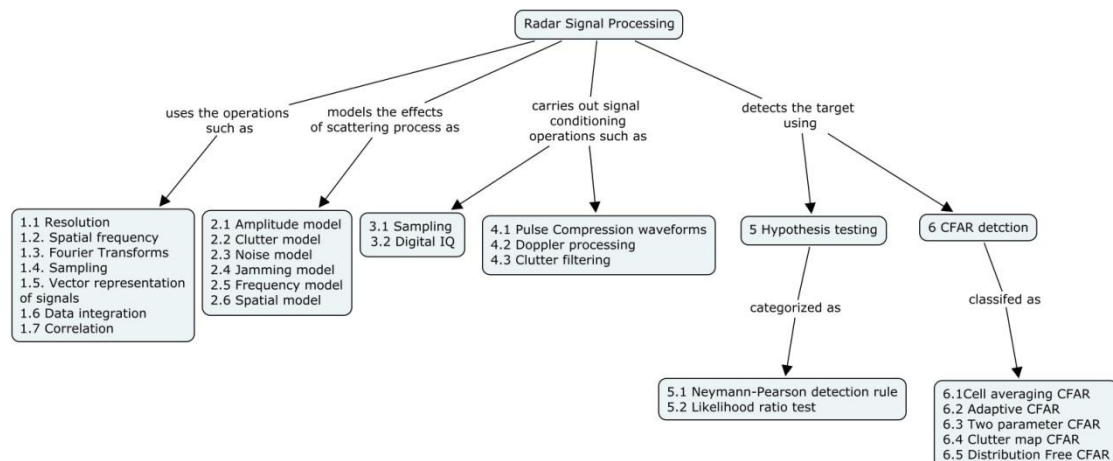 Radar Signal Processing
uses the operations
such as
models the effects
of scattering process as
carries out signal
conditioning
operations such as
detects the target
using
1.1 Resolution
1.2. Spatial frequency
1.3. Fourier Transforms
1.4. Sampling
1.5. Vector representation
of signals
1.6 Data integration
1.7 Correlation
2.1 Amplitude model
2.2 Clutter model
2.3 Noise model
2.4 Jamming model
2.5 Frequency model
2.6 Spatial model
3.1 Sampling
3.2 Digital IQ
4.1 Pulse Compression waveforms
4.2 Doppler processing
4.3 Clutter filtering
5 Hypothesis testing
6 CFAR detction
categorized as
classifed as
5.1 Neymann-Pearson detection rule
5.2 Likelihood ratio test
6.1Cell averaging CFAR
6.2 Adaptive CFAR
6.3 Two parameter CFAR
6.4 Clutter map CFAR
6.5 Distribution Free CFAR